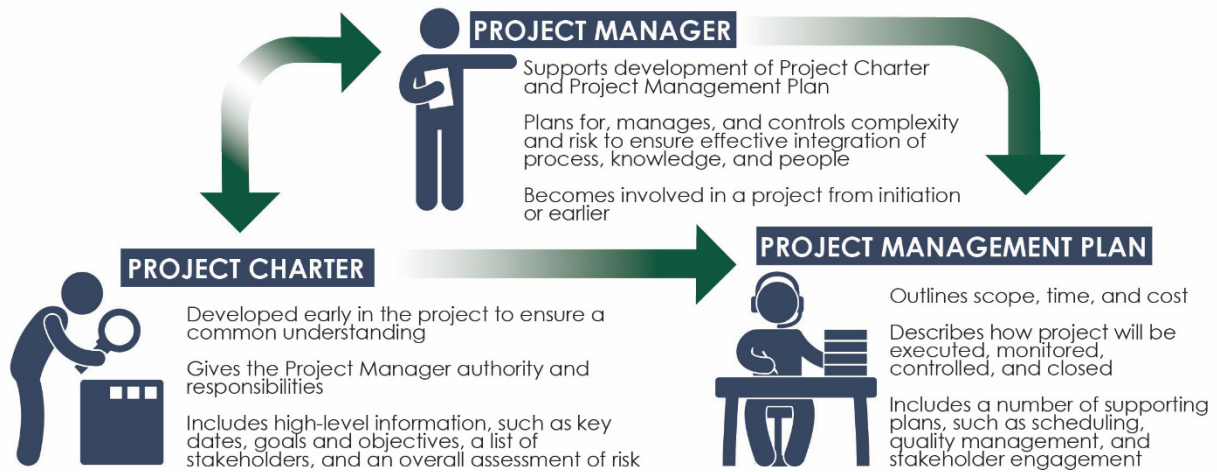 PROJECT MANAGER
Supports development of Project Charter
and Project Management Plan
Plans for, manages, and controls complexity
and risk to ensure effective integration of
process, knowledge, and people
Becomes involved in a project from initiation
or earlier
PROJECT CHARTER
Developed early in the project to ensure a
common understanding
Gives the Project Manager authority and
responsibilities
Includes high-level information, such as key
dates, goals and objectives, a list of
stakeholders, and an overall assessment of risk
PROJECT MANAGEMENT PLAN
Outlines scope, time, and cost
Describes how project will be
executed, monitored,
controlled, and closed
Includes a number of supporting
plans, such as scheduling,
quality management, and
stakeholder engagement